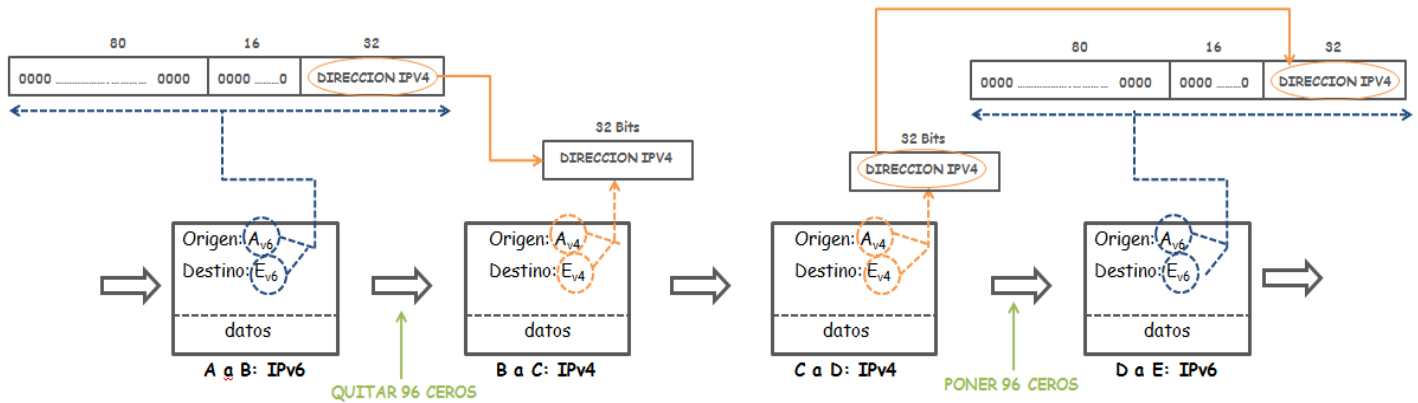 80 16 32
0000 ........................ 0000 0000 ........0 DIRECCION IPV4
80 16 32
0000 ........................ 0000 0000 ........0 DIRECCION IPV4
32 Bits
DIRECCION IPV4
32 Bits
DIRECCION IPV4
Origen: Av6
Destino: Ev6
datos
A a B: IPv6
QUITAR 96 CEROS
Origen: Av4
Destino: Ev4
datos
B a C: IPv4
Origen: Av4
Destino: Ev4
datos
C a D: IPv4
PONER 96 CEROS
Origen: Av6
Destino: Ev6
datos
D a E: IPv6